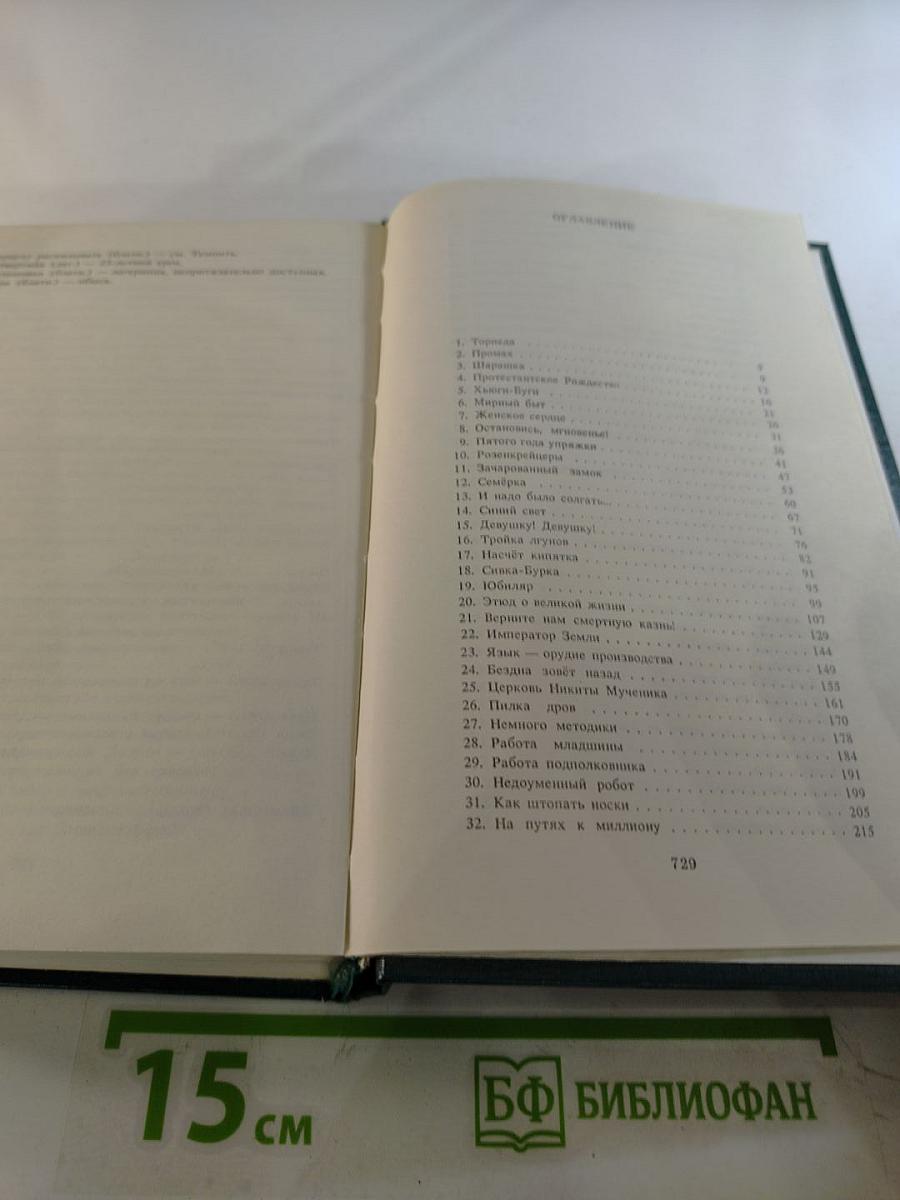 ОГЛАВЛЕНИЕ
1. Торпеда
2. Промах
3. Шарашка 5
4. Протестантское Рождество 9
5. Хьюги-Буги 12
6. Мирный быт 16
7. Женское сердце 21
8. Остановись, мгновенье! 26
9. Пятого года упряжки 31
10. Розенкрейцеры 36
11. Зачарованный замок 41
12. Семёрка 47
13. И надо было солгать... 53
14. Синий свет 60
15. Девушку! Девушку! 67
16. Тройка лгунов 71
17. Насчёт кипятка 76
18. Сивка-Бурка 82
19. Юбиляр 91
20. Этюд о великой жизни 95
21. Верните нам смертную казнь! 99
22. Император Земли 107
23. Язык — орудие производства 129
24. Бездна зовёт назад 144
25. Церковь Никиты Мученика 149
26. Пилка дров 155
27. Немного методики 161
28. Работа младшины 170
29. Работа подполковника 178
30. Недоуменный робот 184
31. Как штопать носки 191
32. На путях к миллиону 199
205
215
729
15 см
БФ БИБЛИОФАН